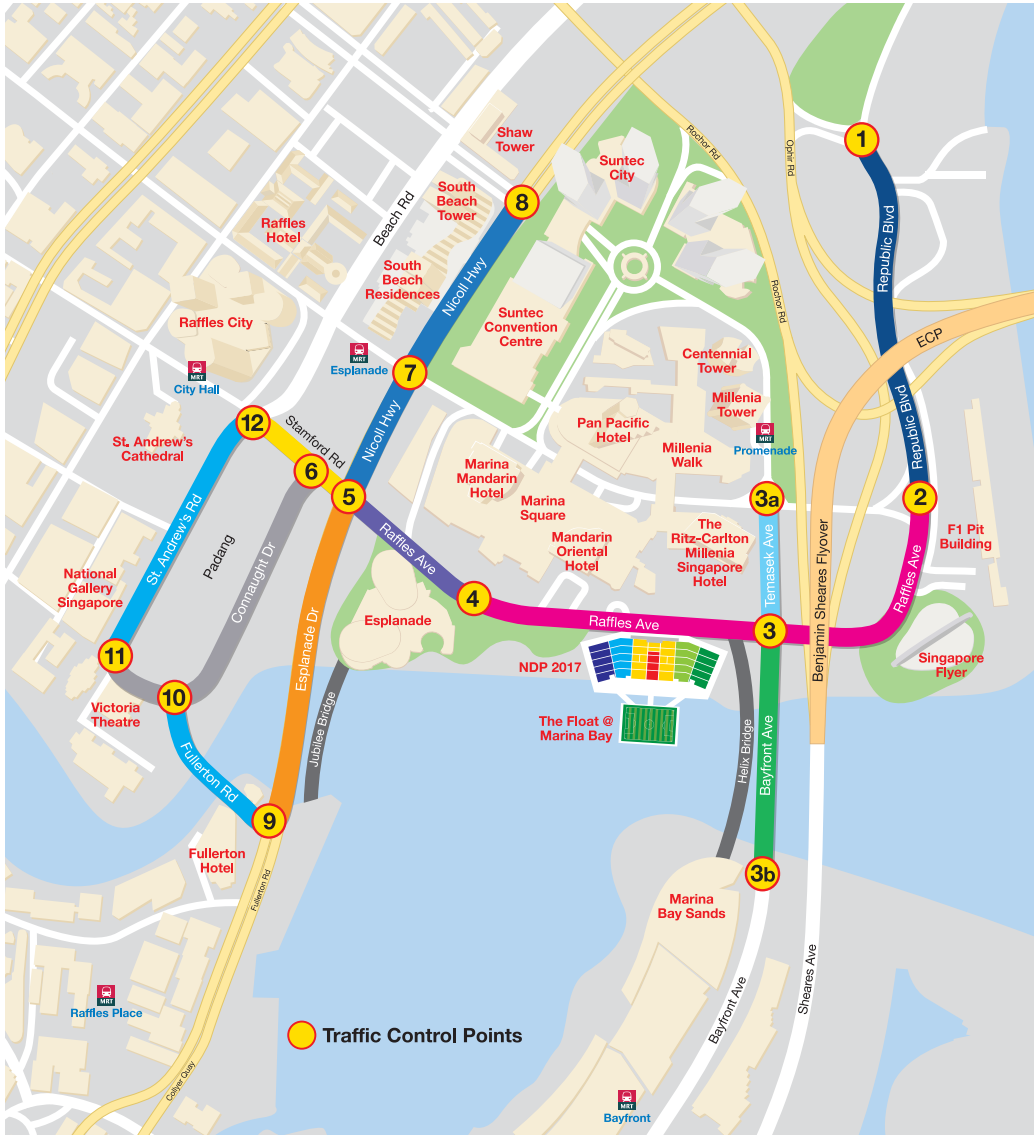 Shaw
Tower
Suntec
City
Rochor Rd
Ophir Rd
1
South
Beach
Tower
8
Beach Rd
Raffles
Hotel
South
Beach
Residences
Nicoll Hwy
Republic Blvd
Rochor Rd
Suntec
Convention
Centre
Raffles City
MRT
City Hall
MRT
Esplanade
7
ECP
Centennial
Tower
Millenia
Tower
MRT
Promenade
Republic Blvd
12
Stamford Rd
St. Andrew's
Cathedral
6
Nicoll Hwy
5
Pan Pacific
Hotel
Millenia
Walk
Marina
Mandarin
Hotel
Marina
Square
3a
2
F1 Pit
Building
St. Andrew's Rd
Padang
Connaught Dr
Raffles Ave
Mandarin
Oriental
Hotel
The
Ritz-Carlton
Millenia
Singapore
Hotel
Temasek Ave
Benjamin Sheares Flyover
Raffles Ave
National
Gallery
Singapore
Esplanade Dr
Esplanade
4
Raffles Ave
3
11
10
Victoria
Theatre
NDP 2017
Singapore
Flyer
The Float @
Marina Bay
Jubilee Bridge
Helix Bridge
Bayfront Ave
Fullerton Rd
9
Fullerton
Hotel
Fullerton Rd
3b
Marina
Bay Sands
Bayfront Ave
Sheares Ave
MRT
Raffles Place
Traffic Control Points
Collyer Quay
MRT
Bayfront